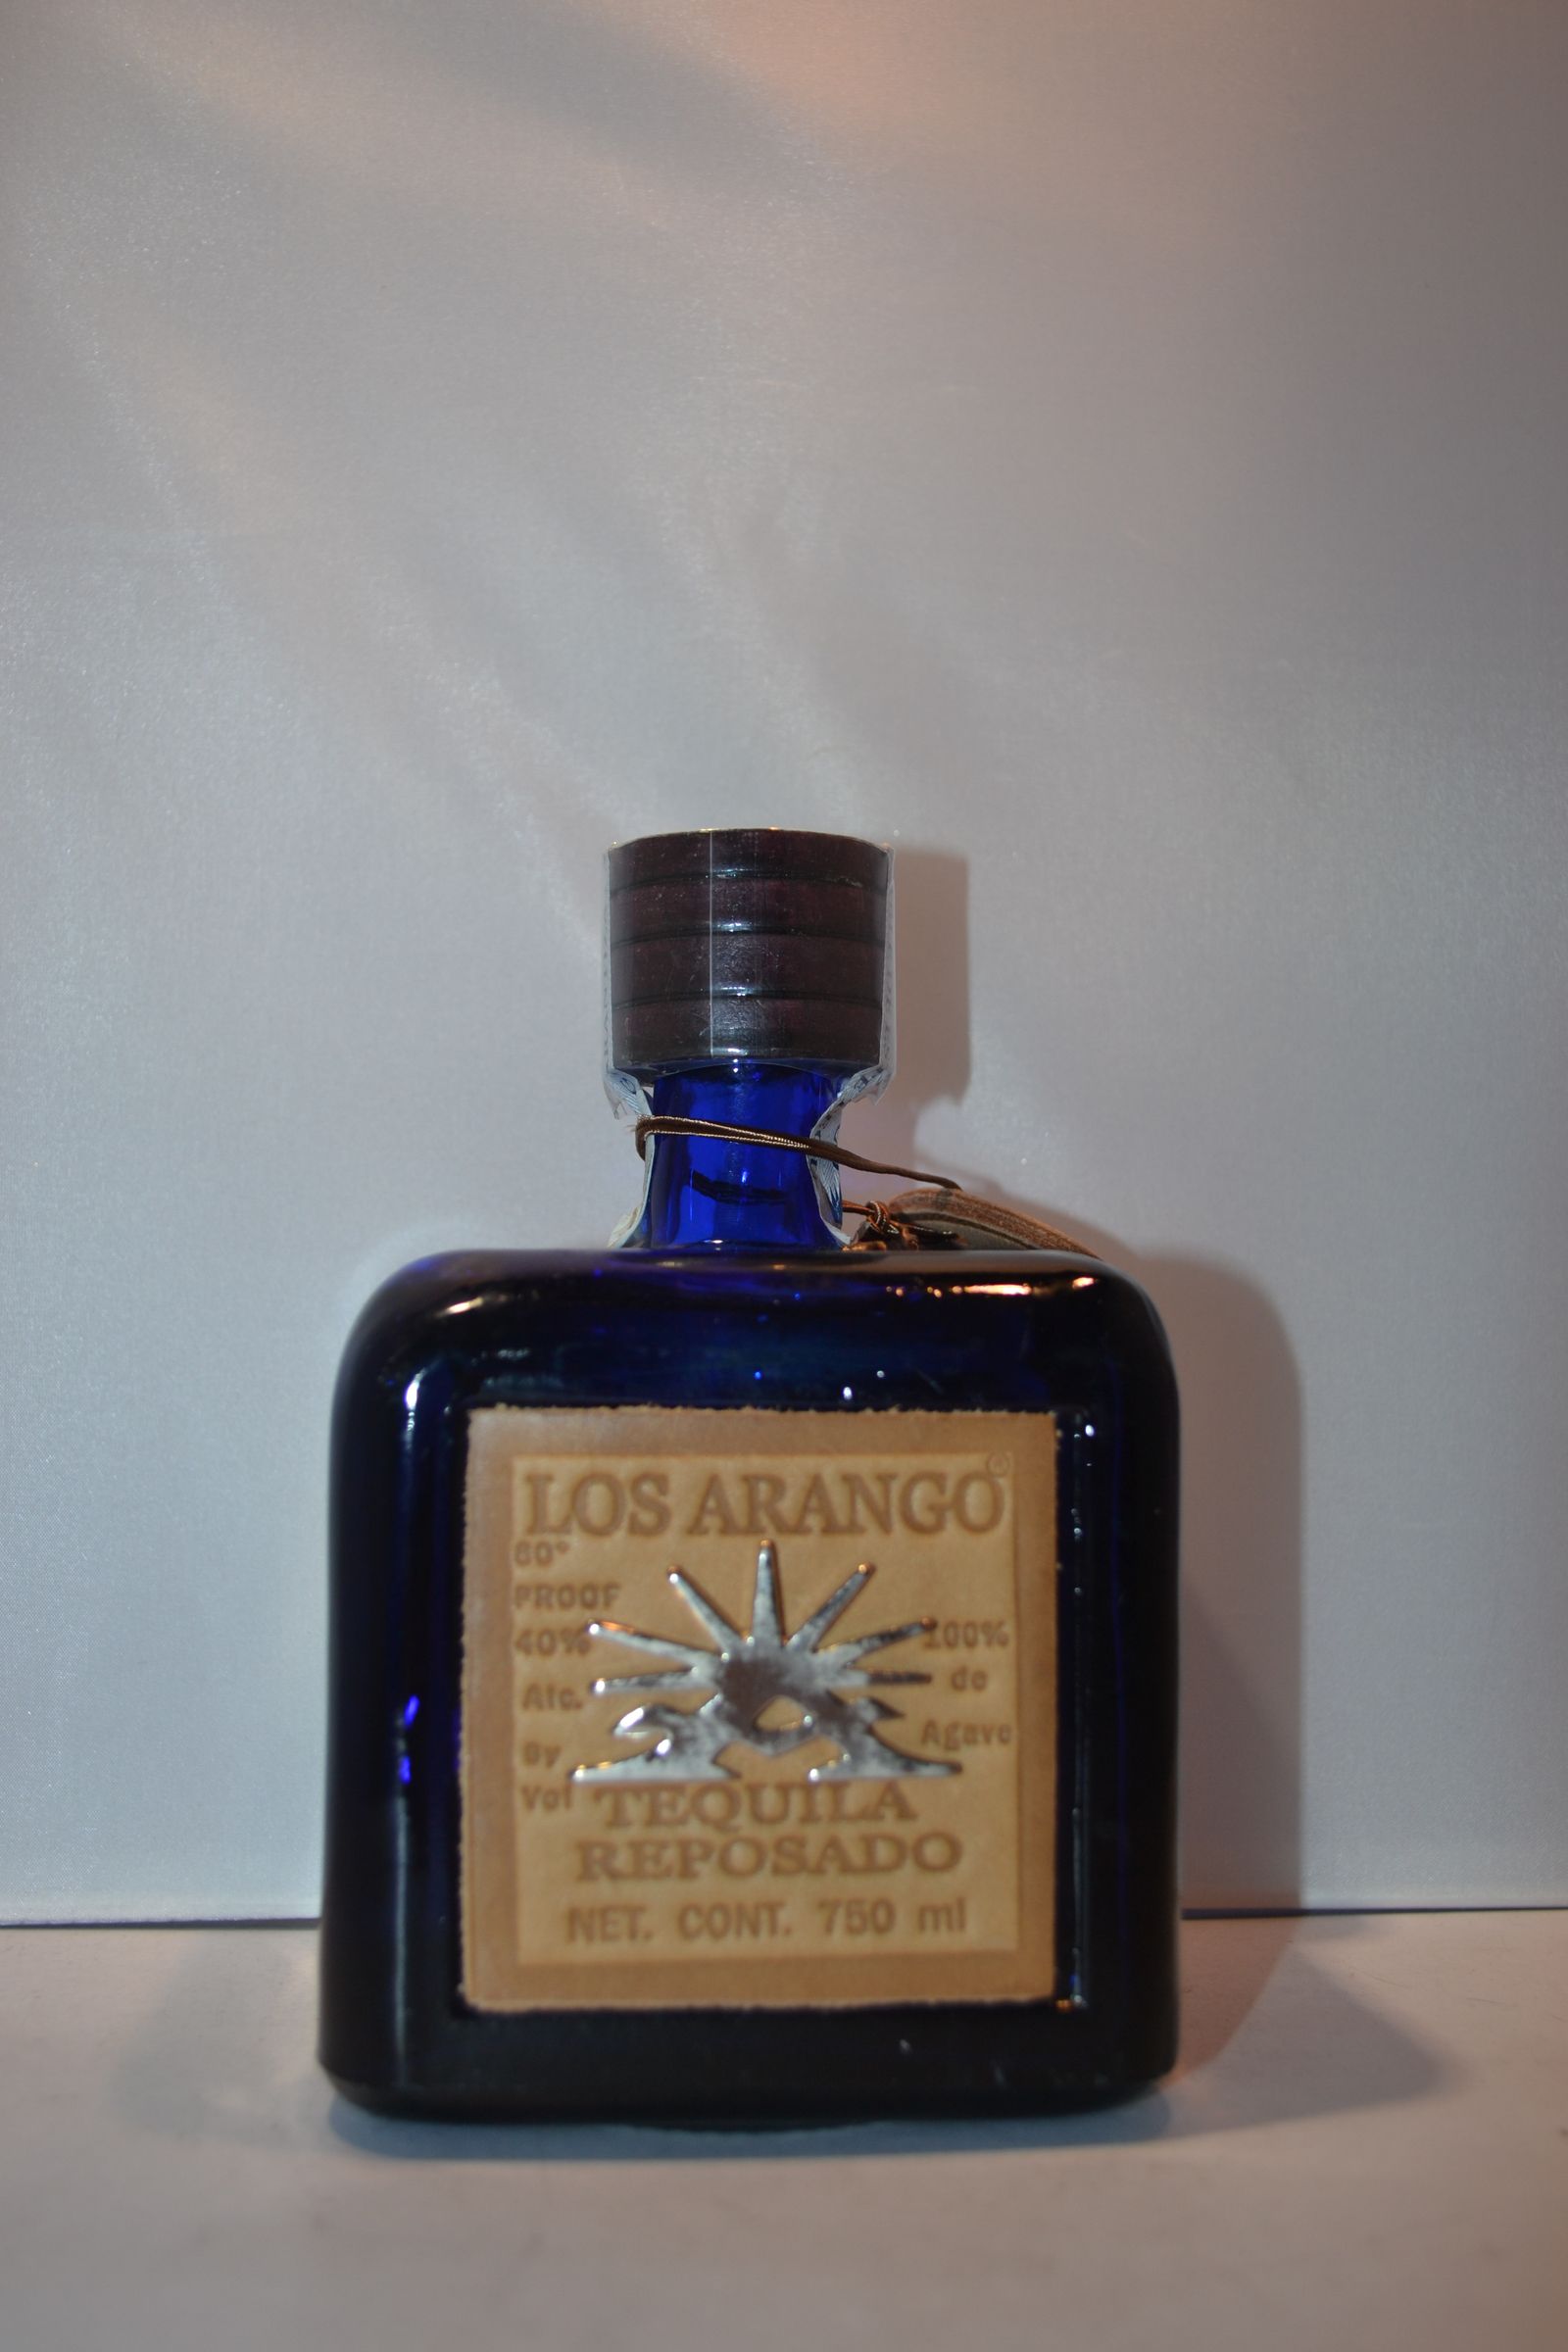 LOS ARANGO
80°
PROOF
40%
Alc.
By
Vol
100%
de
Agave
TEQUILA
REPOSADO
NET. CONT. 750 ml